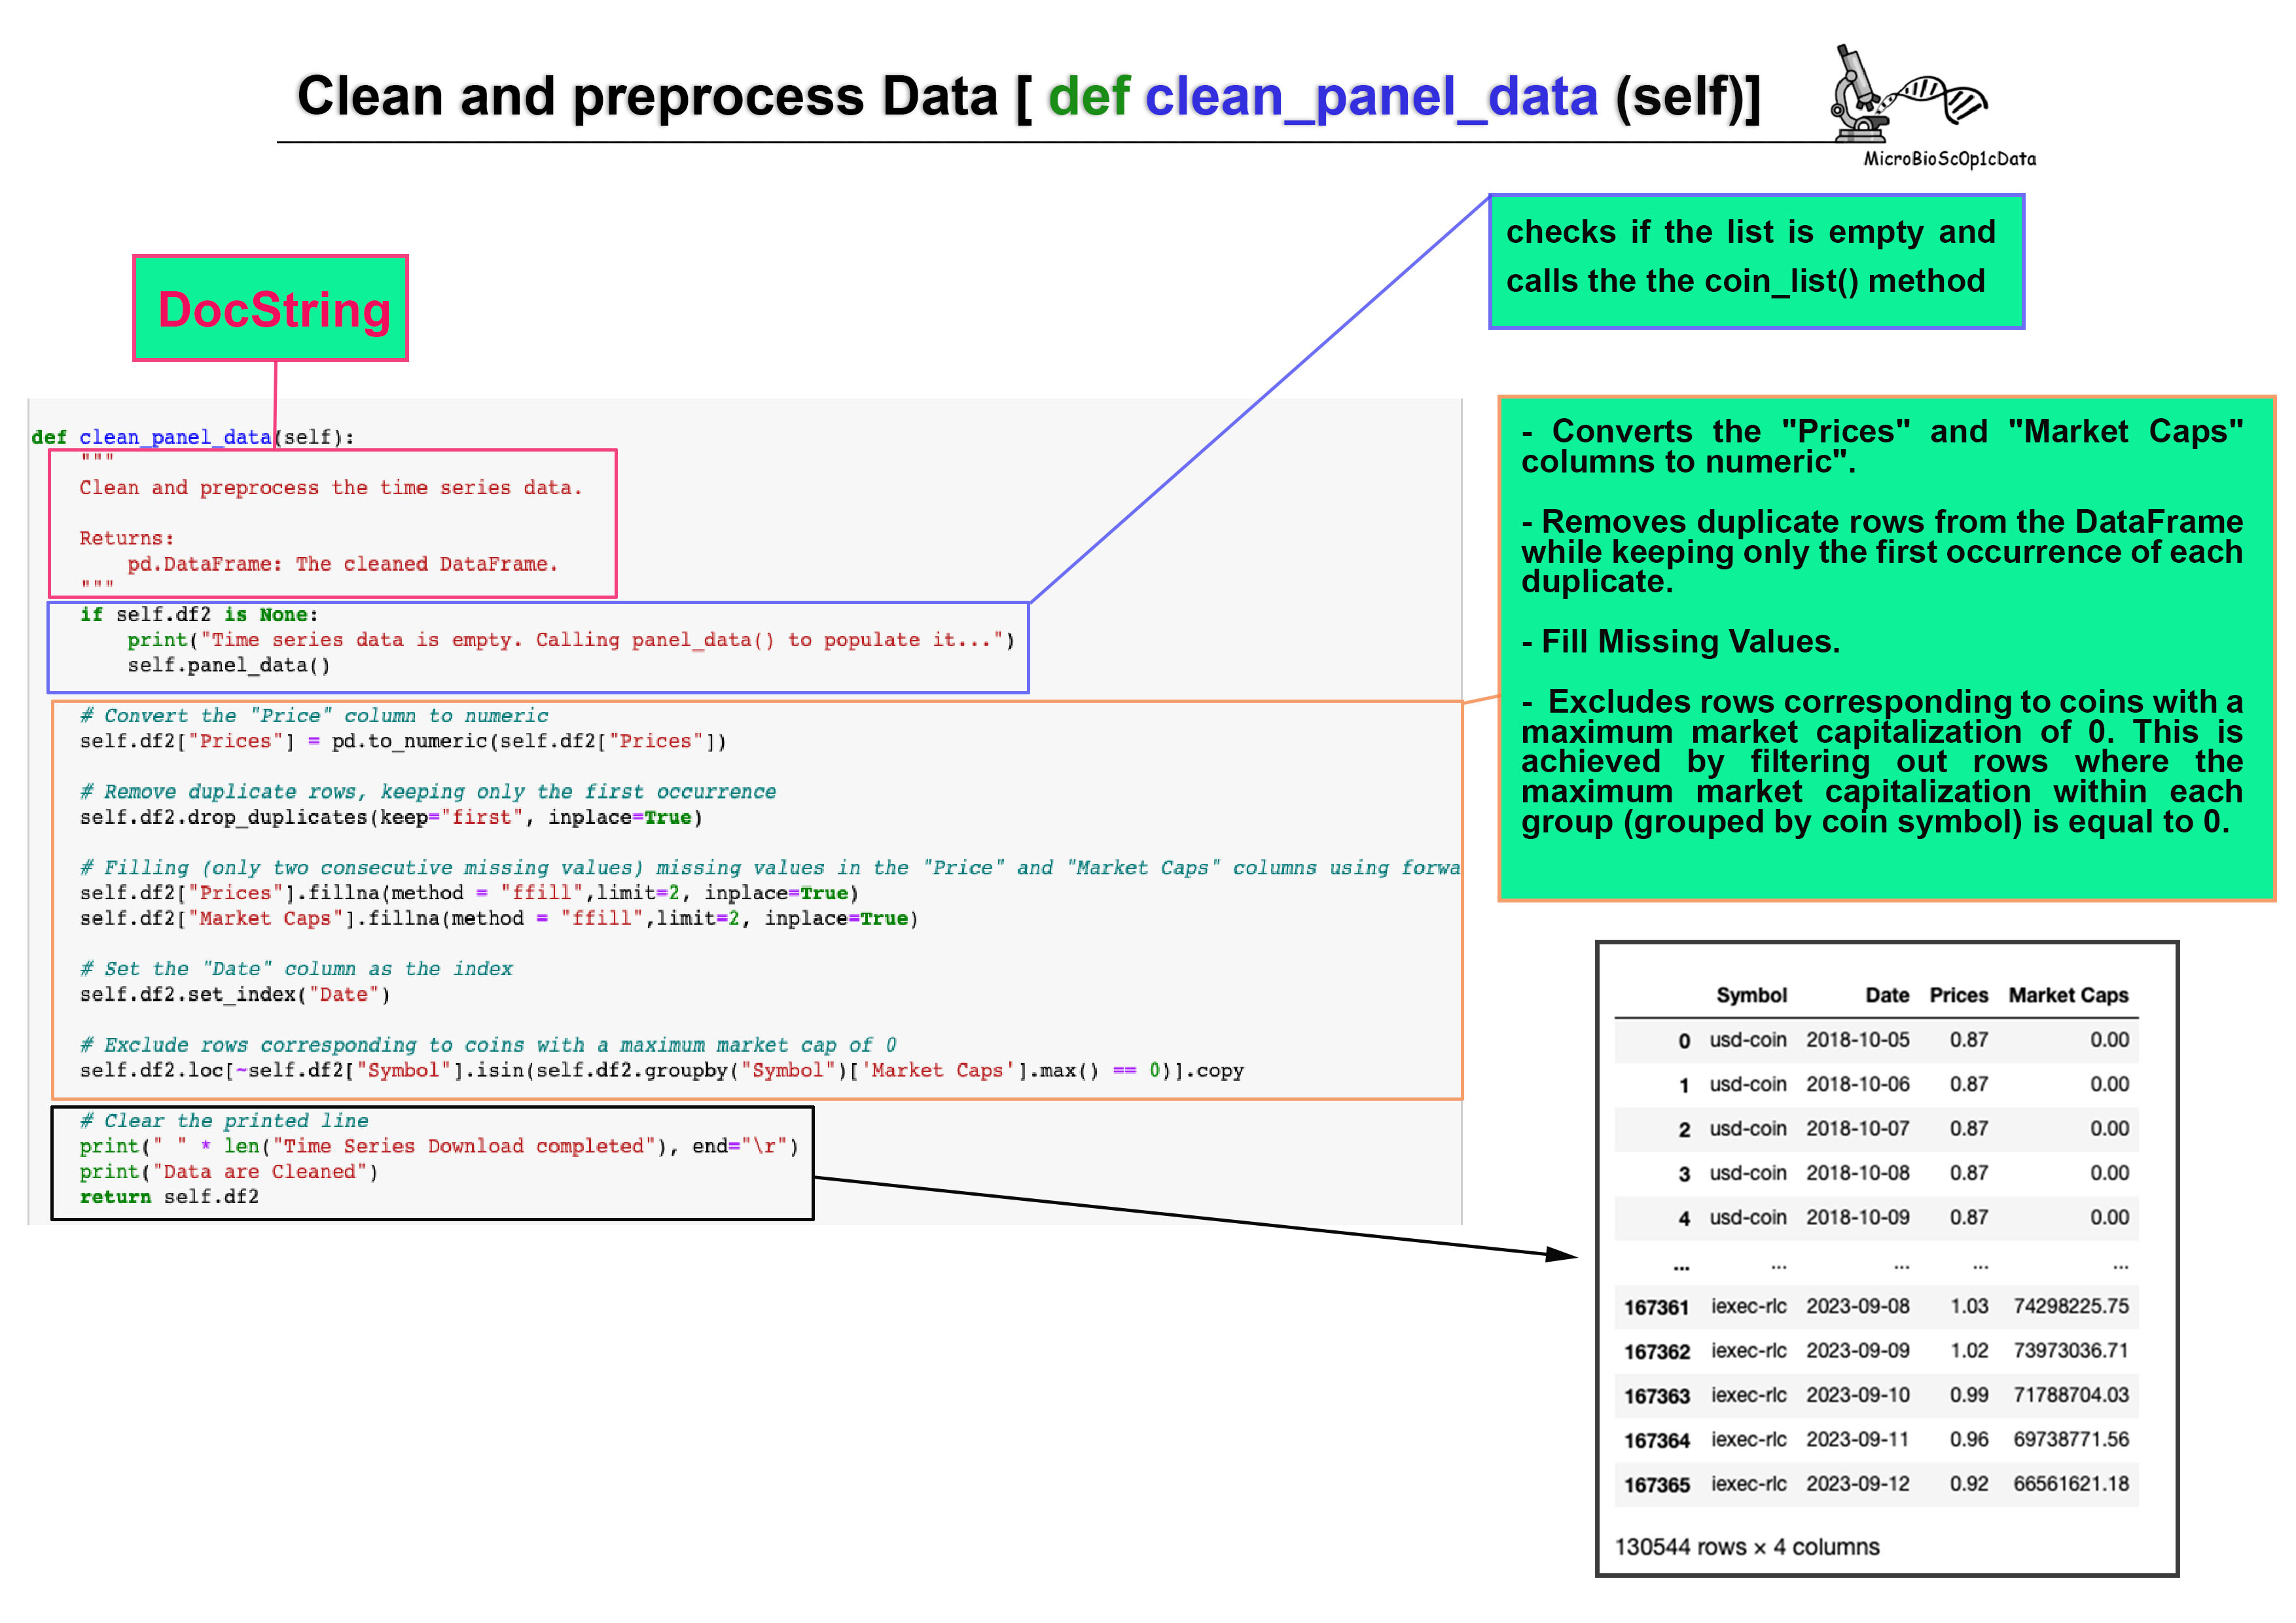 Clean and preprocess Data [ def clean_panel_data (self)]
MicroBioScOp1cData
checks if the list is empty and
calls the the coin_list() method
DocString
def clean_panel_data(self):
"""
Clean and preprocess the time series data.
Returns:
pd.DataFrame: The cleaned DataFrame.
"""
if self.df2 is None:
print("Time series data is empty. Calling panel_data() to populate it...")
self.panel_data()
# Convert the "Price" column to numeric
self.df2["Prices"] = pd.to_numeric(self.df2["Prices"])
# Remove duplicate rows, keeping only the first occurrence
self.df2.drop_duplicates(keep="first", inplace=True)
# Filling (only two consecutive missing values) missing values in the "Price" and "Market Caps" columns using forwa
self.df2["Prices"].fillna(method = "ffill",limit=2, inplace=True)
self.df2["Market Caps"].fillna(method = "ffill",limit=2, inplace=True)
# Set the "Date" column as the index
self.df2.set_index("Date")
# Exclude rows corresponding to coins with a maximum market cap of 0
self.df2.loc[~self.df2["Symbol"].isin(self.df2.groupby("Symbol")['Market Caps'].max() == 0)].copy
# Clear the printed line
print(" " * len("Time Series Download completed"), end="\r")
print("Data are Cleaned")
return self.df2
- Converts the "Prices" and "Market Caps"
columns to numeric".
- Removes duplicate rows from the DataFrame
while keeping only the first occurrence of each
duplicate.
- Fill Missing Values.
- Excludes rows corresponding to coins with a
maximum market capitalization of 0. This is
achieved by filtering out rows where the
maximum market capitalization within each
group (grouped by coin symbol) is equal to 0.
Symbol Date Prices Market Caps
0 usd-coin 2018-10-05 0.87 0.00
1 usd-coin 2018-10-06 0.87 0.00
2 usd-coin 2018-10-07 0.87 0.00
3 usd-coin 2018-10-08 0.87 0.00
4 usd-coin 2018-10-09 0.87 0.00
... ... ... ... ...
167361 iexec-rlc 2023-09-08 1.03 74298225.75
167362 iexec-rlc 2023-09-09 1.02 73973036.71
167363 iexec-rlc 2023-09-10 0.99 71788704.03
167364 iexec-rlc 2023-09-11 0.96 69738771.56
167365 iexec-rlc 2023-09-12 0.92 66561621.18
130544 rows × 4 columns